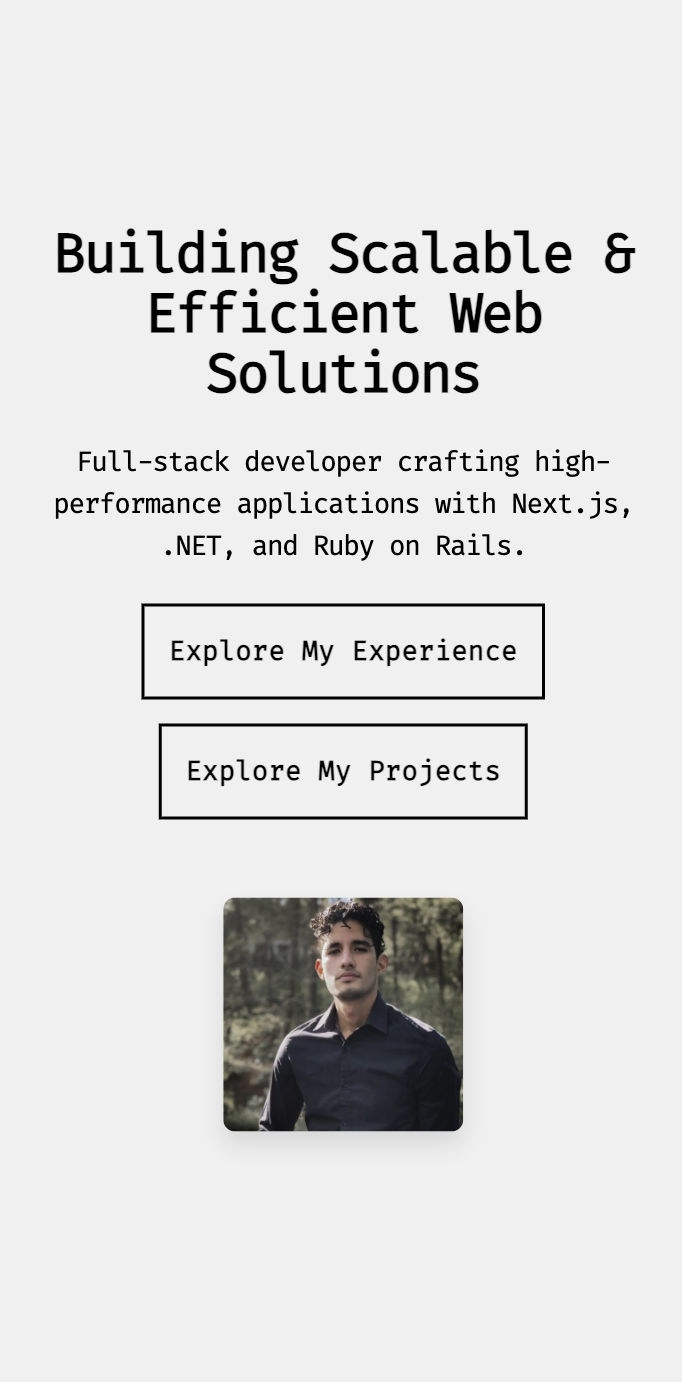 Building Scalable &
Efficient Web
Solutions
Full-stack developer crafting high-
performance applications with Next.js,
.NET, and Ruby on Rails.
Explore My Experience
Explore My Projects